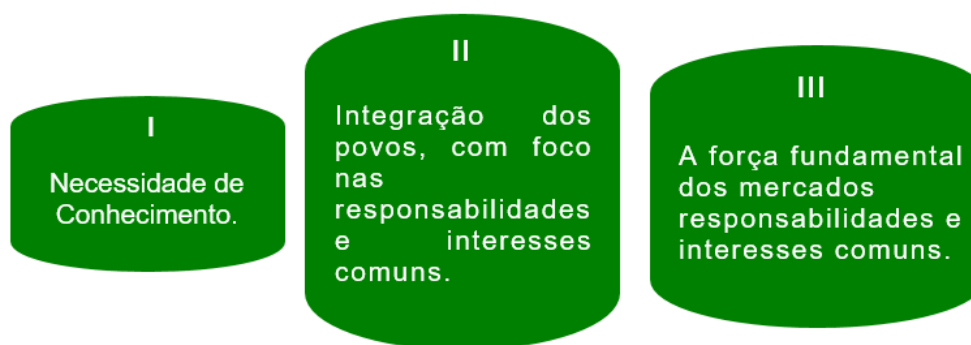 I
Necessidade de
Conhecimento.
II
Integração dos
povos, com foco
nas
responsabilidades
e interesses
comuns.
III
A força fundamental
dos mercados
responsabilidades e
interesses comuns.